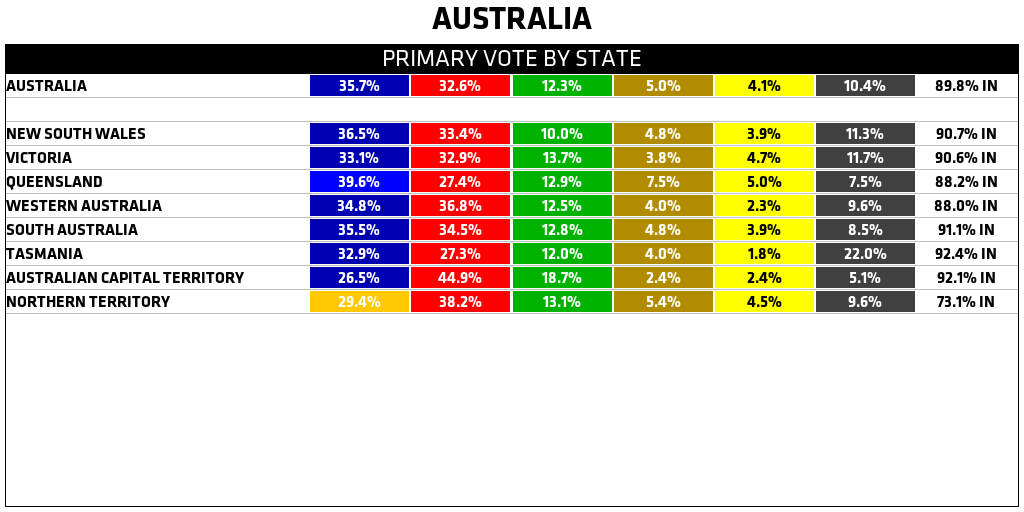 AUSTRALIA
PRIMARY VOTE BY STATE
AUSTRALIA 35.7% 32.6% 12.3% 5.0% 4.1% 10.4% 89.8% IN
NEW SOUTH WALES 36.5% 33.4% 10.0% 4.8% 3.9% 11.3% 90.7% IN
VICTORIA 33.1% 32.9% 13.7% 3.8% 4.7% 11.7% 90.6% IN
QUEENSLAND 39.6% 27.4% 12.9% 7.5% 5.0% 7.5% 88.2% IN
WESTERN AUSTRALIA 34.8% 36.8% 12.5% 4.0% 2.3% 9.6% 88.0% IN
SOUTH AUSTRALIA 35.5% 34.5% 12.8% 4.8% 3.9% 8.5% 91.1% IN
TASMANIA 32.9% 27.3% 12.0% 4.0% 1.8% 22.0% 92.4% IN
AUSTRALIAN CAPITAL TERRITORY 26.5% 44.9% 18.7% 2.4% 2.4% 5.1% 92.1% IN
NORTHERN TERRITORY 29.4% 38.2% 13.1% 5.4% 4.5% 9.6% 73.1% IN